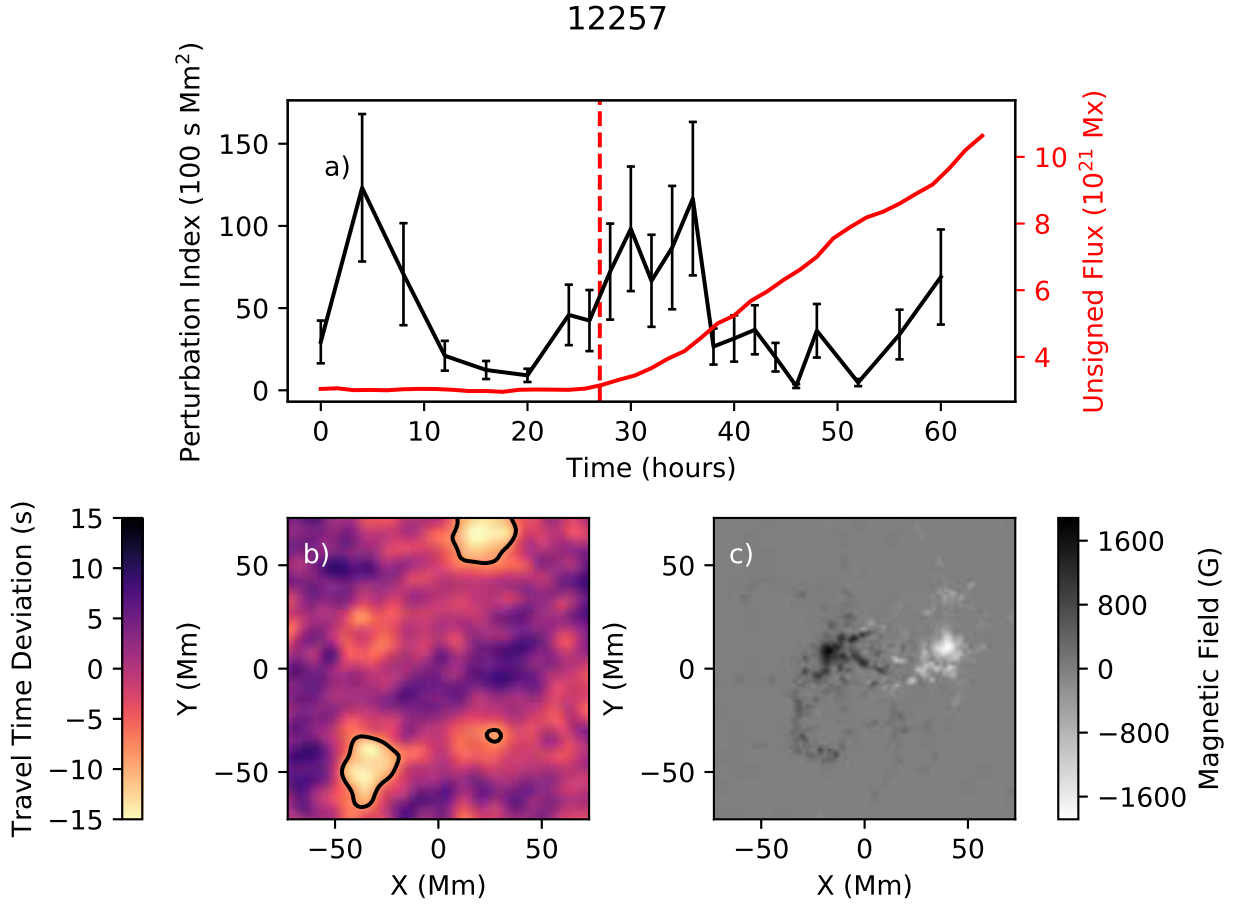 12257
Perturbation Index (100 s Mm²)
150
100
50
0
a)
Unsigned Flux (10²¹ Mx)
10
8
6
4
0 10 20 30 40 50 60
Time (hours)
Travel Time Deviation (s)
15
10
5
0
−5
−10
−15
b)
Y (Mm)
50
0
−50
−50 0 50
X (Mm)
c)
Y (Mm)
50
0
−50
−50 0 50
X (Mm)
Magnetic Field (G)
1600
800
0
−800
−1600